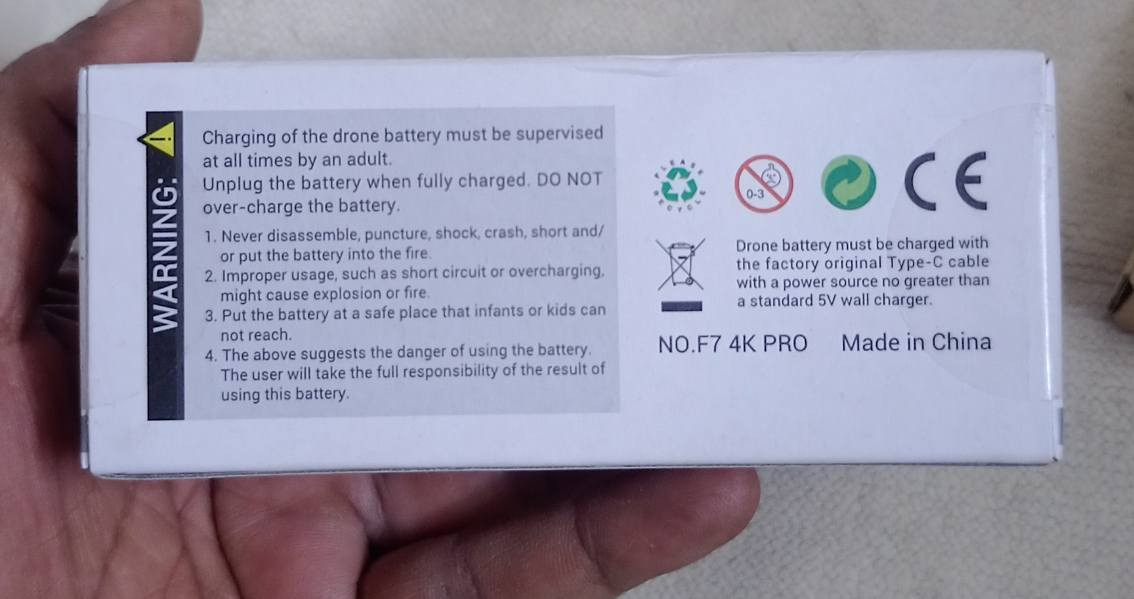 WARNING:
Charging of the drone battery must be supervised
at all times by an adult.
Unplug the battery when fully charged. DO NOT
over-charge the battery.
1. Never disassemble, puncture, shock, crash, short and/
or put the battery into the fire.
2. Improper usage, such as short circuit or overcharging,
might cause explosion or fire.
3. Put the battery at a safe place that infants or kids can
not reach.
4. The above suggests the danger of using the battery.
The user will take the full responsibility of the result of
using this battery.
PLEASE RECYCLE
0-3
CE
Drone battery must be charged with
the factory original Type-C cable
with a power source no greater than
a standard 5V wall charger.
NO.F7 4K PRO Made in China